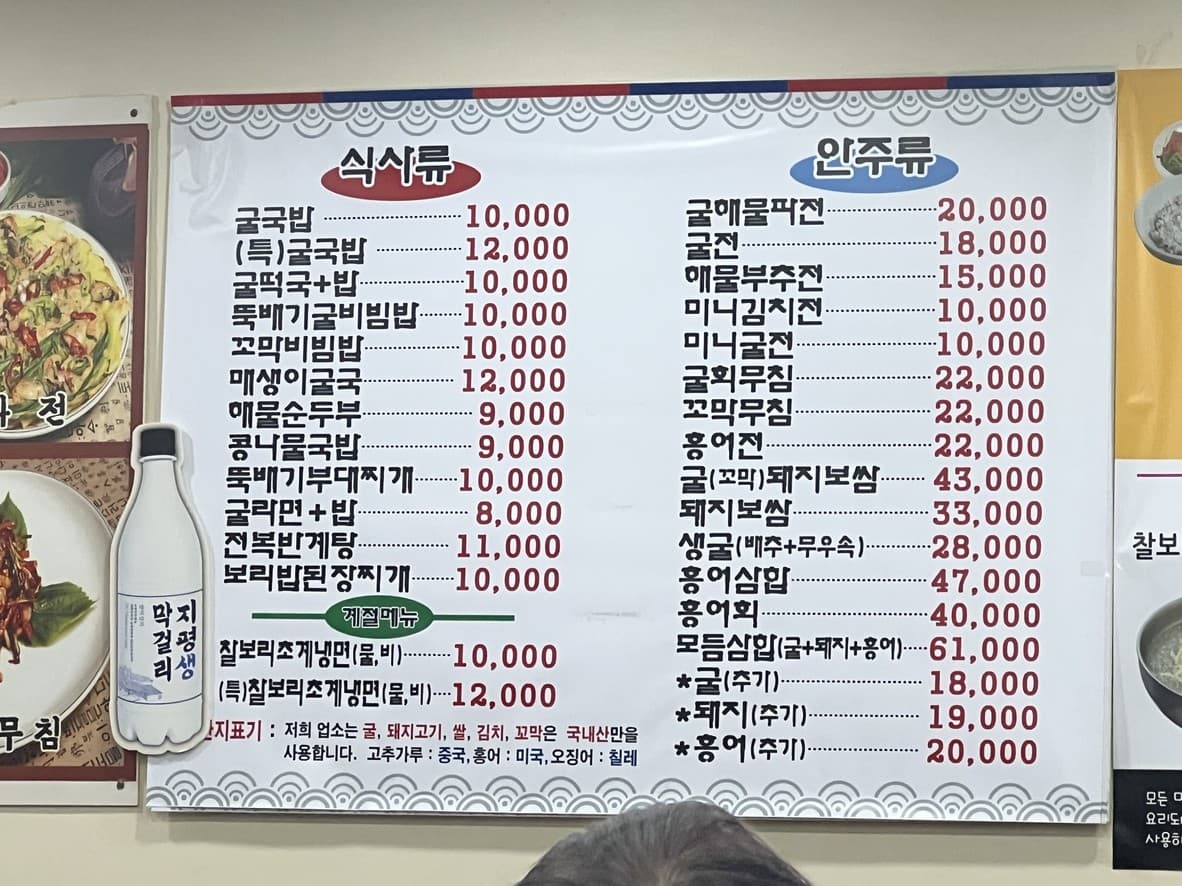 식사류
굴국밥 10,000
(특)굴국밥 12,000
굴떡국+밥 10,000
뚝배기굴비빔밥 10,000
꼬막비빔밥 10,000
매생이굴국 12,000
해물순두부 9,000
콩나물국밥 9,000
뚝배기부대찌개 10,000
굴라면+밥 8,000
전복반계탕 11,000
보리밥된장찌개 10,000
계절메뉴
찰보리초계냉면(물,비) 10,000
(특)찰보리초계냉면(물,비) 12,000
산지표기 : 저희 업소는 굴, 돼지고기, 쌀, 김치, 꼬막은 국내산만을
사용합니다. 고추가루 : 중국, 홍어 : 미국, 오징어 : 칠레
안주류
굴해물파전 20,000
굴전 18,000
해물부추전 15,000
미니김치전 10,000
미니굴전 10,000
굴회무침 22,000
꼬막무침 22,000
홍어전 22,000
굴(꼬막)돼지보쌈 43,000
돼지보쌈 33,000
생굴(배추+무우속) 28,000
홍어삼합 47,000
홍어회 40,000
모듬삼합(굴+돼지+홍어) 61,000
*굴(추가) 18,000
*돼지(추가) 19,000
*홍어(추가) 20,000
지평생
막걸리
전
무침
찰보
모든
요리
사용하